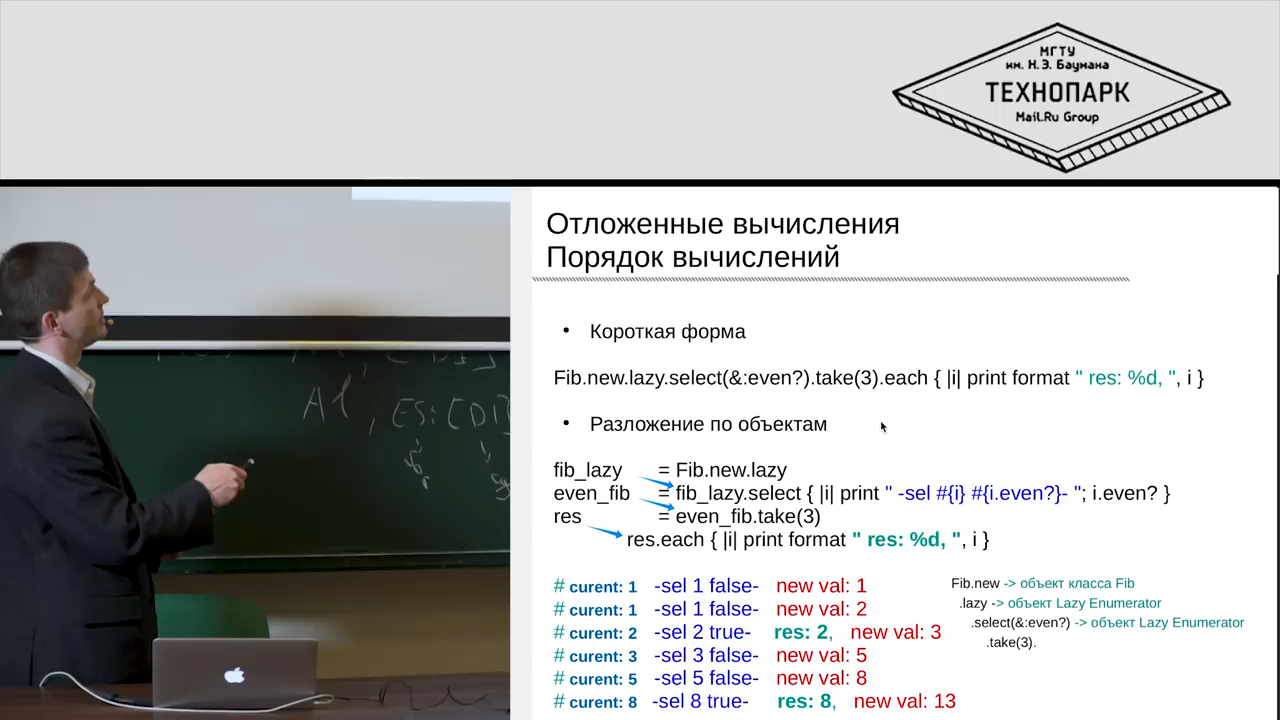 МГТУ
им. Н.Э. Баумана
ТЕХНОПАРК
Mail.Ru Group
Отложенные вычисления
Порядок вычислений
• Короткая форма
Fib.new.lazy.select(&:even?).take(3).each { |i| print format " res: %d, ", i }
• Разложение по объектам
fib_lazy = Fib.new.lazy
even_fib = fib_lazy.select { |i| print " -sel #{i} #{i.even?}- "; i.even? }
res = even_fib.take(3)
res.each { |i| print format " res: %d, ", i }
# curent: 1 -sel 1 false- new val: 1
# curent: 1 -sel 1 false- new val: 2
# curent: 2 -sel 2 true- res: 2, new val: 3
# curent: 3 -sel 3 false- new val: 5
# curent: 5 -sel 5 false- new val: 8
# curent: 8 -sel 8 true- res: 8, new val: 13
Fib.new -> объект класса Fib
.lazy -> объект Lazy Enumerator
.select(&:even?) -> объект Lazy Enumerator
.take(3).